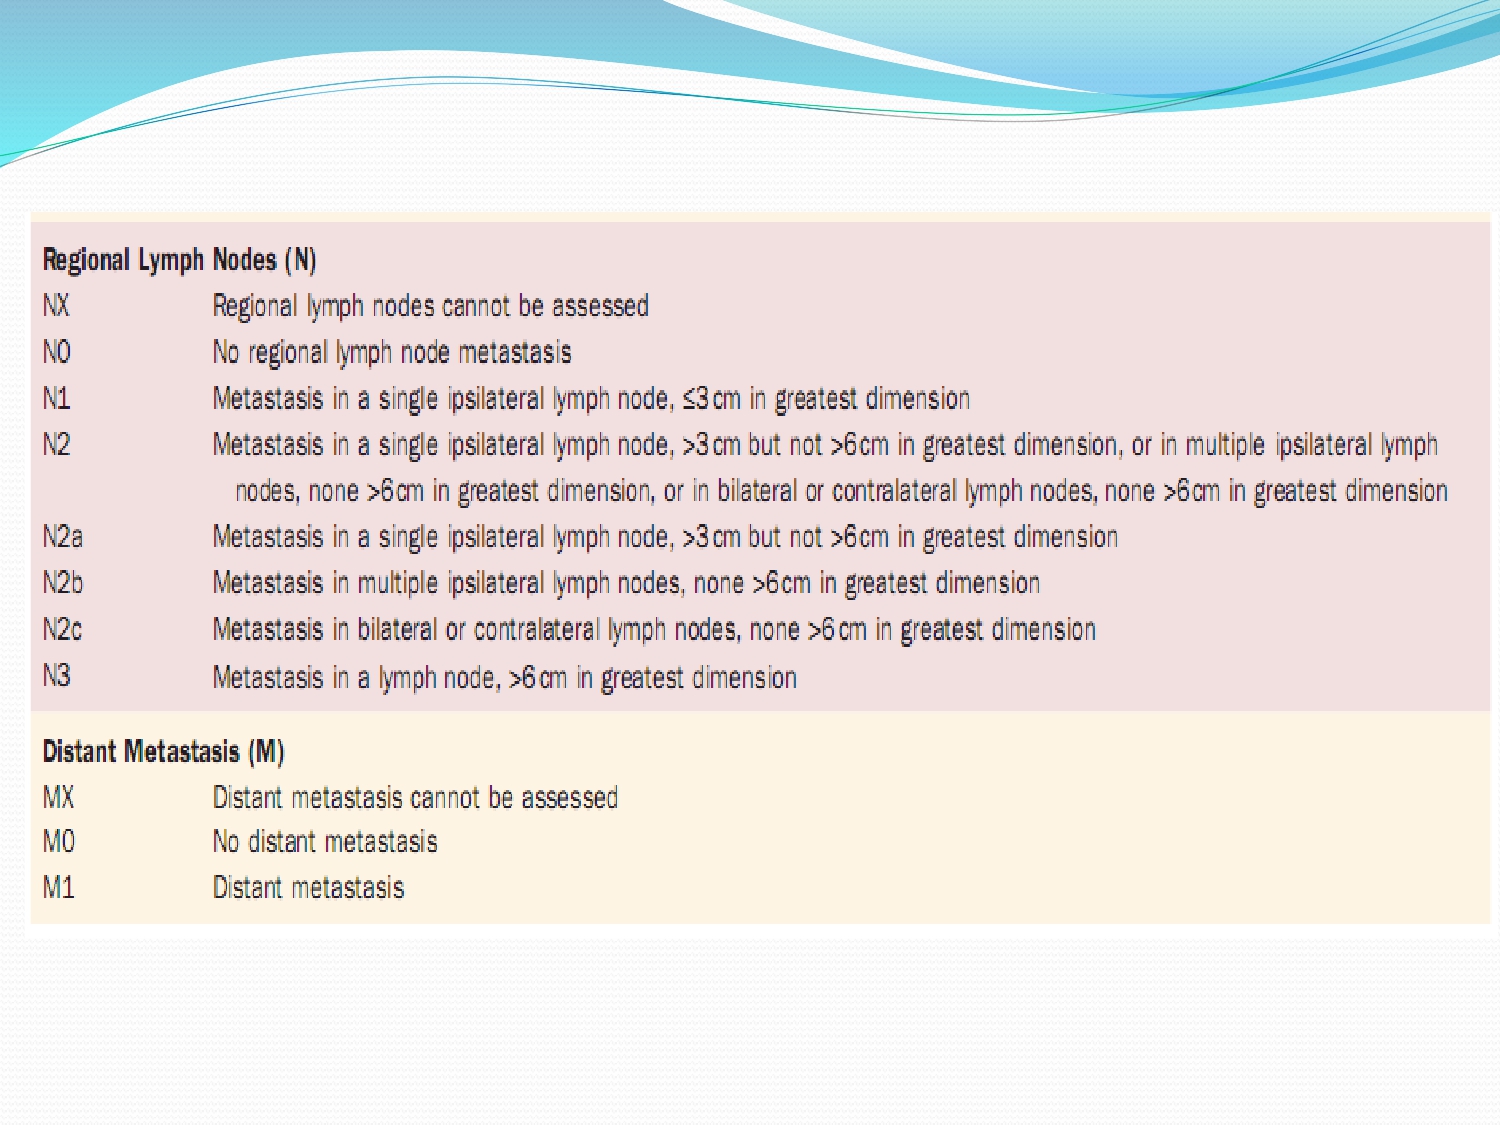 Regional Lymph Nodes (N)
NX Regional lymph nodes cannot be assessed
N0 No regional lymph node metastasis
N1 Metastasis in a single ipsilateral lymph node, ≤3 cm in greatest dimension
N2 Metastasis in a single ipsilateral lymph node, >3 cm but not >6 cm in greatest dimension, or in multiple ipsilateral lymph
nodes, none >6 cm in greatest dimension, or in bilateral or contralateral lymph nodes, none >6 cm in greatest dimension
N2a Metastasis in a single ipsilateral lymph node, >3 cm but not >6 cm in greatest dimension
N2b Metastasis in multiple ipsilateral lymph nodes, none >6 cm in greatest dimension
N2c Metastasis in bilateral or contralateral lymph nodes, none >6 cm in greatest dimension
N3 Metastasis in a lymph node, >6 cm in greatest dimension
Distant Metastasis (M)
MX Distant metastasis cannot be assessed
M0 No distant metastasis
M1 Distant metastasis